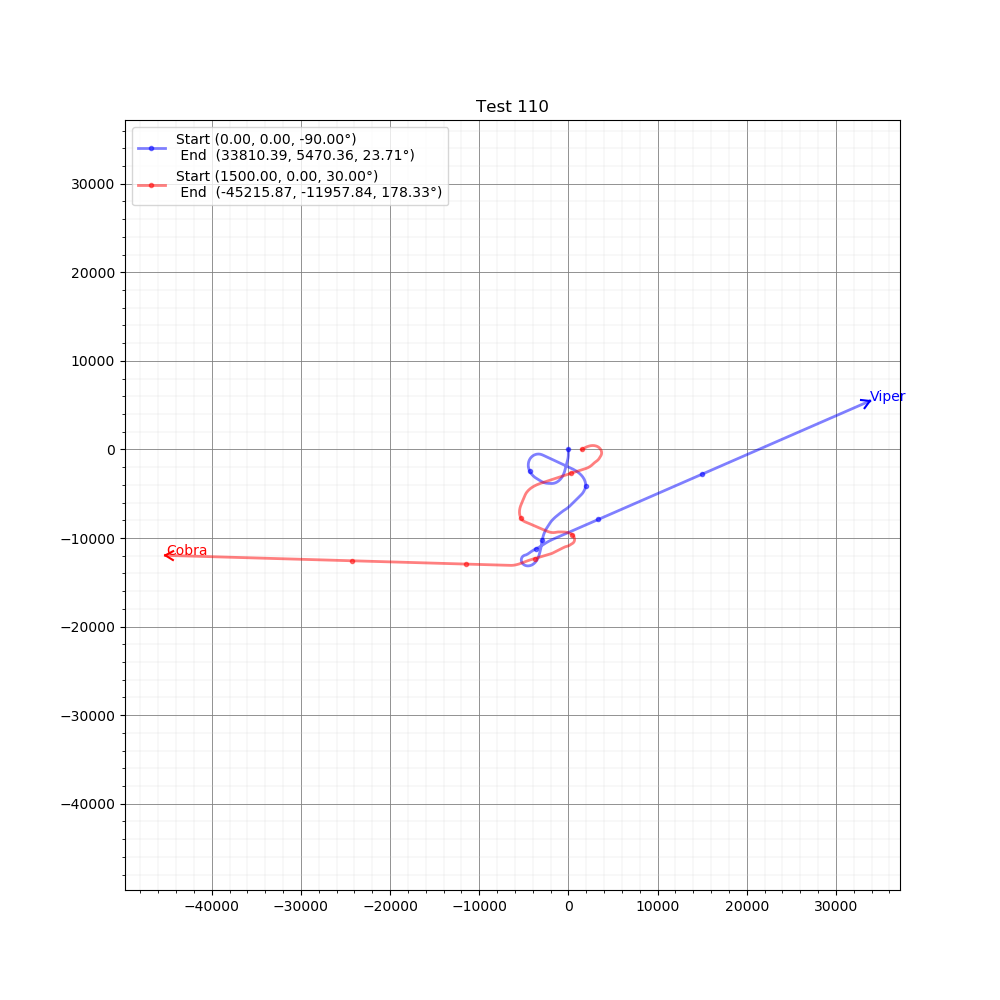 Test 110
Start (0.00, 0.00, -90.00°)
End  (33810.39, 5470.36, 23.71°)
Start (1500.00, 0.00, 30.00°)
End  (-45215.87, -11957.84, 178.33°)
30000
20000
10000
0
−10000
−20000
−30000
−40000
Viper
Cobra
−40000 −30000 −20000 −10000 0 10000 20000 30000